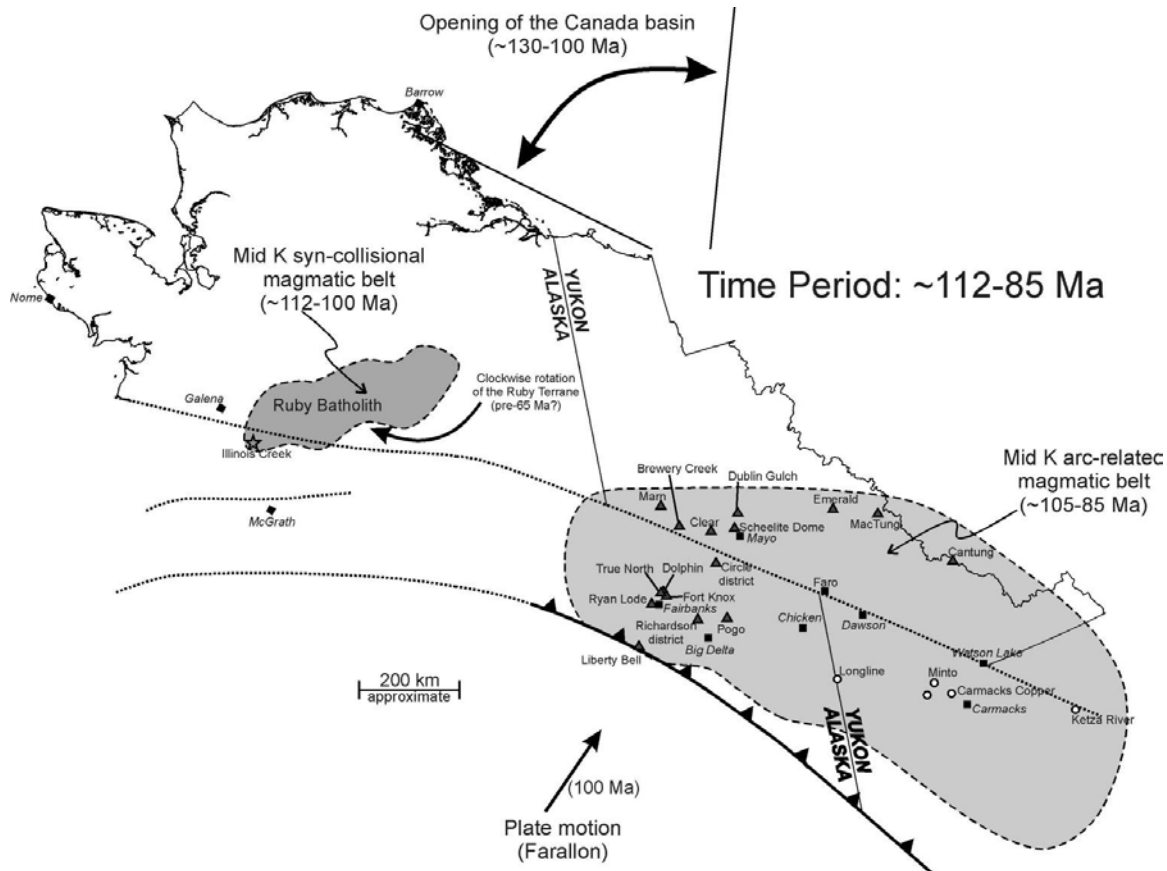 Opening of the Canada basin
(~130-100 Ma)
Barrow
Mid K syn-collisional
magmatic belt
(~112-100 Ma)
YUKON
ALASKA
Time Period: ~112-85 Ma
Nome
Galena
Ruby Batholith
Clockwise rotation
of the Ruby Terrane
(pre-65 Ma?)
Illinois Creek
McGrath
Mid K arc-related
magmatic belt
(~105-85 Ma)
Brewery Creek
Dublin Gulch
Marn
Emerald
MacTung
Clear
Scheelite Dome
Mayo
Cantung
Circle
district
True North
Dolphin
Fort Knox
Ryan Lode
Fairbanks
Faro
Richardson
district
Pogo
Chicken
Dawson
Big Delta
Liberty Bell
Watson Lake
Longline
Minto
Carmacks Copper
Carmacks
Ketza River
200 km
approximate
YUKON
ALASKA
(100 Ma)
Plate motion
(Farallon)